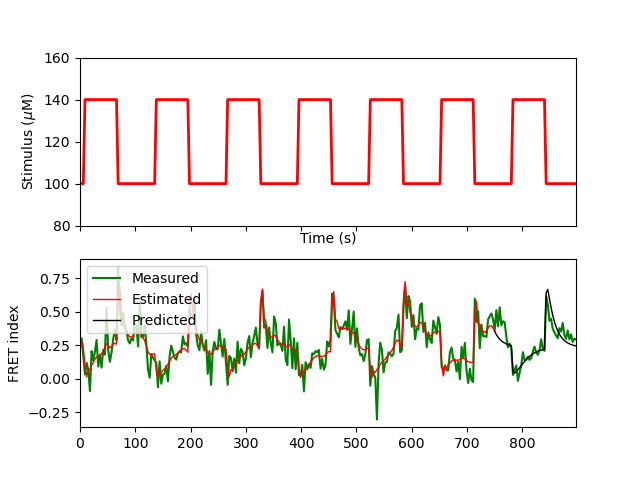 160
140
120
100
80
Stimulus (μM)
Time (s)
0.75
0.50
0.25
0.00
−0.25
FRET index
Measured
Estimated
Predicted
0 100 200 300 400 500 600 700 800